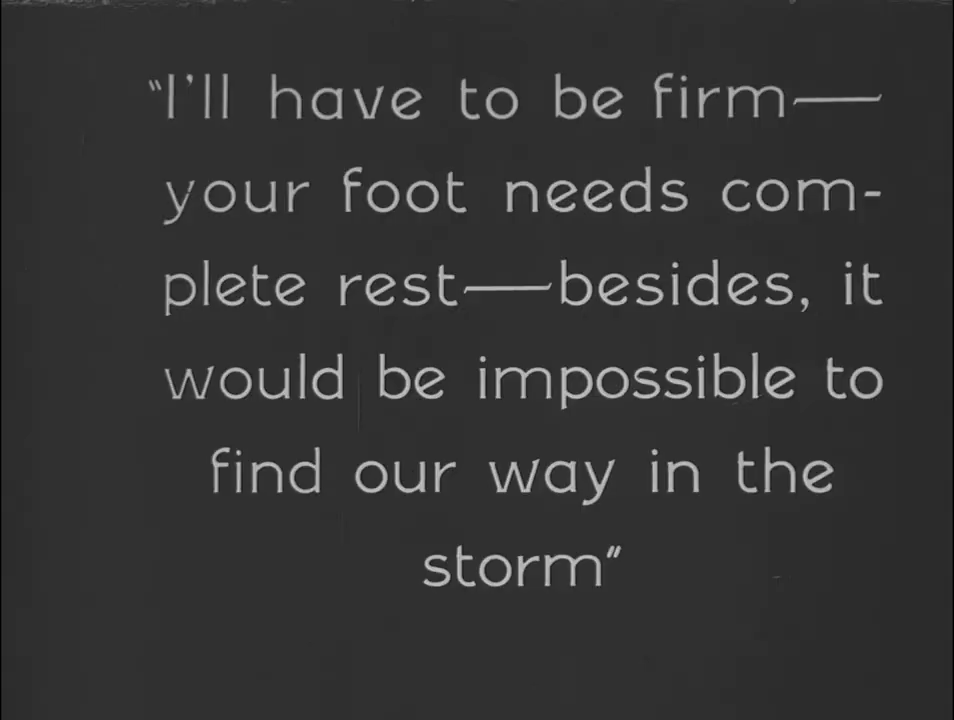 "I'll have to be firm—
your foot needs com-
plete rest—besides, it
would be impossible to
find our way in the
storm"